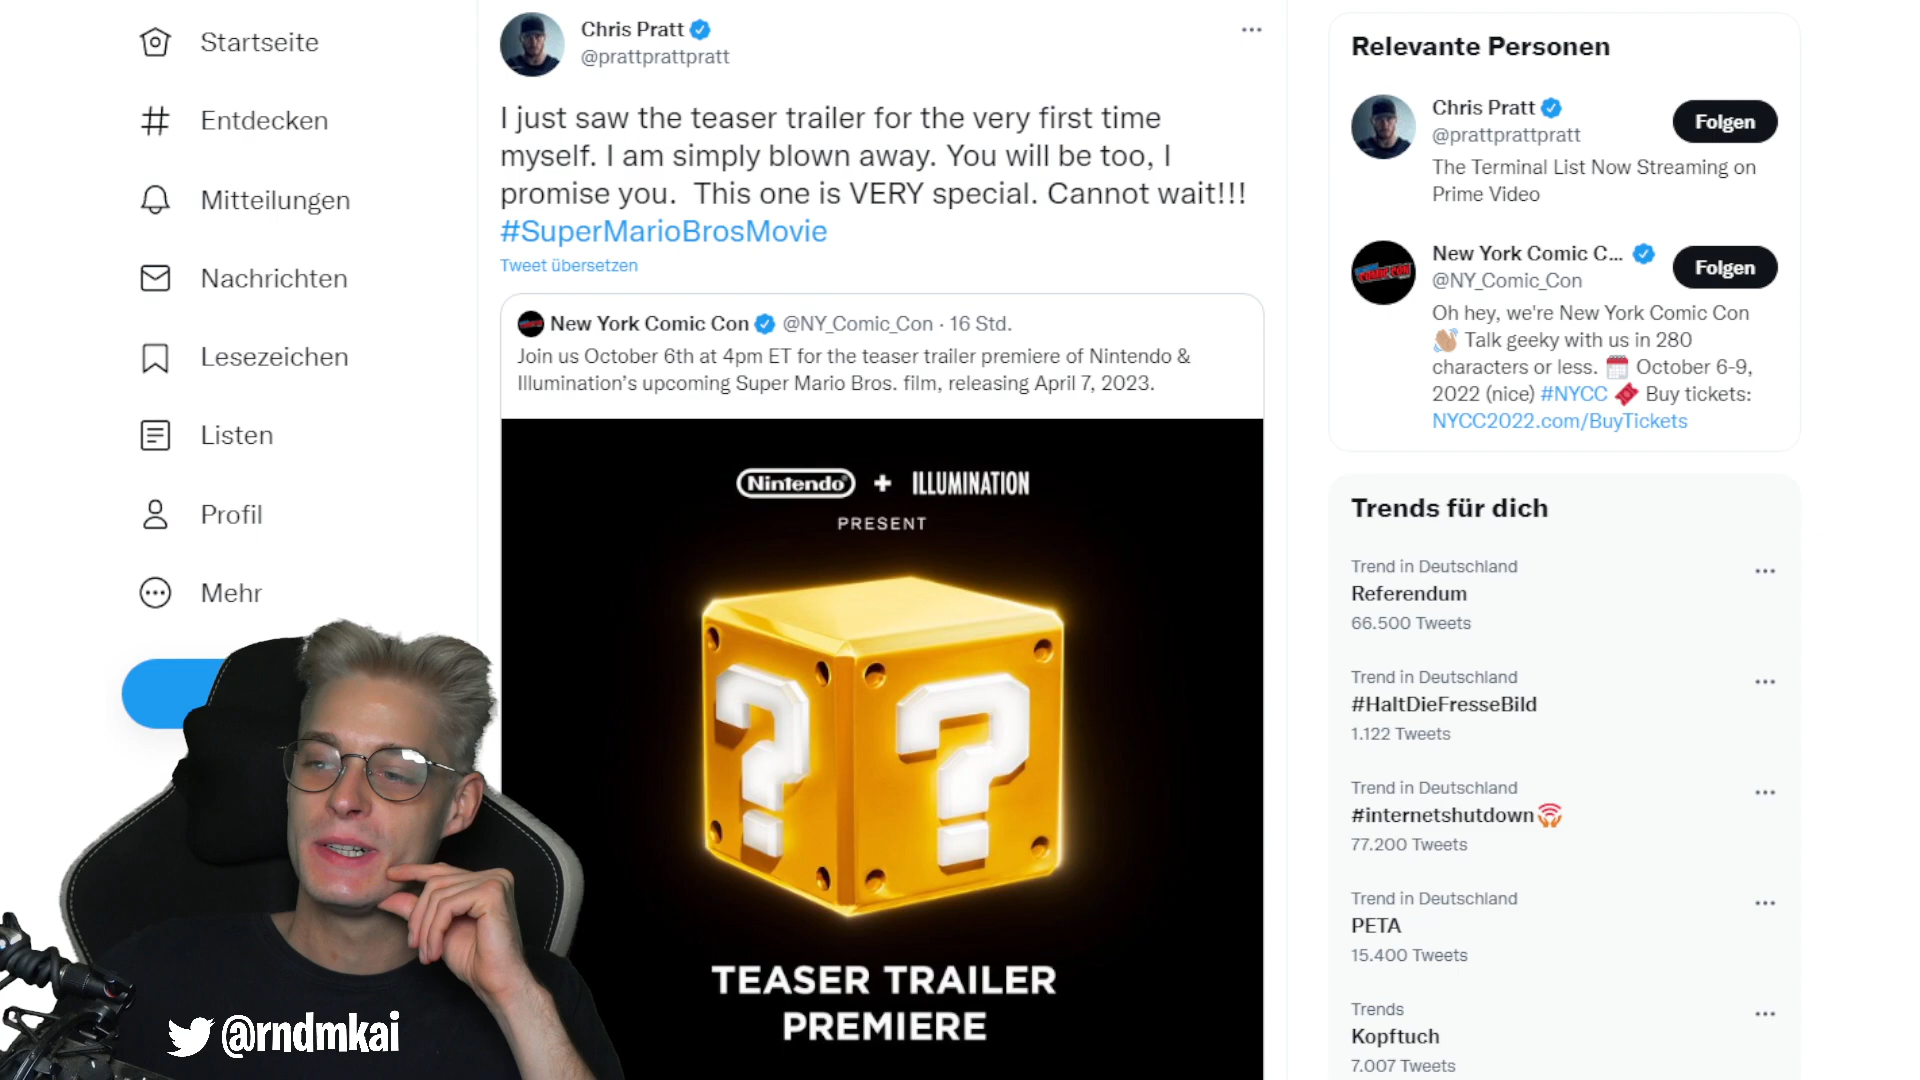 Startseite
Entdecken
Mitteilungen
Nachrichten
Lesezeichen
Listen
Profil
Mehr
Chris Pratt
@prattprattpratt
I just saw the teaser trailer for the very first time
myself. I am simply blown away. You will be too, I
promise you. This one is VERY special. Cannot wait!!!
#SuperMarioBrosMovie
Tweet übersetzen
New York Comic Con @NY_Comic_Con · 16 Std.
Join us October 6th at 4pm ET for the teaser trailer premiere of Nintendo &
Illumination's upcoming Super Mario Bros. film, releasing April 7, 2023.
Nintendo + ILLUMINATION
PRESENT
? ?
TEASER TRAILER
PREMIERE
@rndmkai
Relevante Personen
Chris Pratt
@prattprattpratt
Folgen
The Terminal List Now Streaming on
Prime Video
COMIC CON
New York Comic C...
@NY_Comic_Con
Folgen
Oh hey, we're New York Comic Con
👋🏼 Talk geeky with us in 280
characters or less. 🗓️ October 6-9,
2022 (nice) #NYCC 🎟️ Buy tickets:
NYCC2022.com/BuyTickets
Trends für dich
Trend in Deutschland
Referendum
66.500 Tweets
Trend in Deutschland
#HaltDieFresseBild
1.122 Tweets
Trend in Deutschland
#internetshutdown
77.200 Tweets
Trend in Deutschland
PETA
15.400 Tweets
Trends
Kopftuch
7.007 Tweets